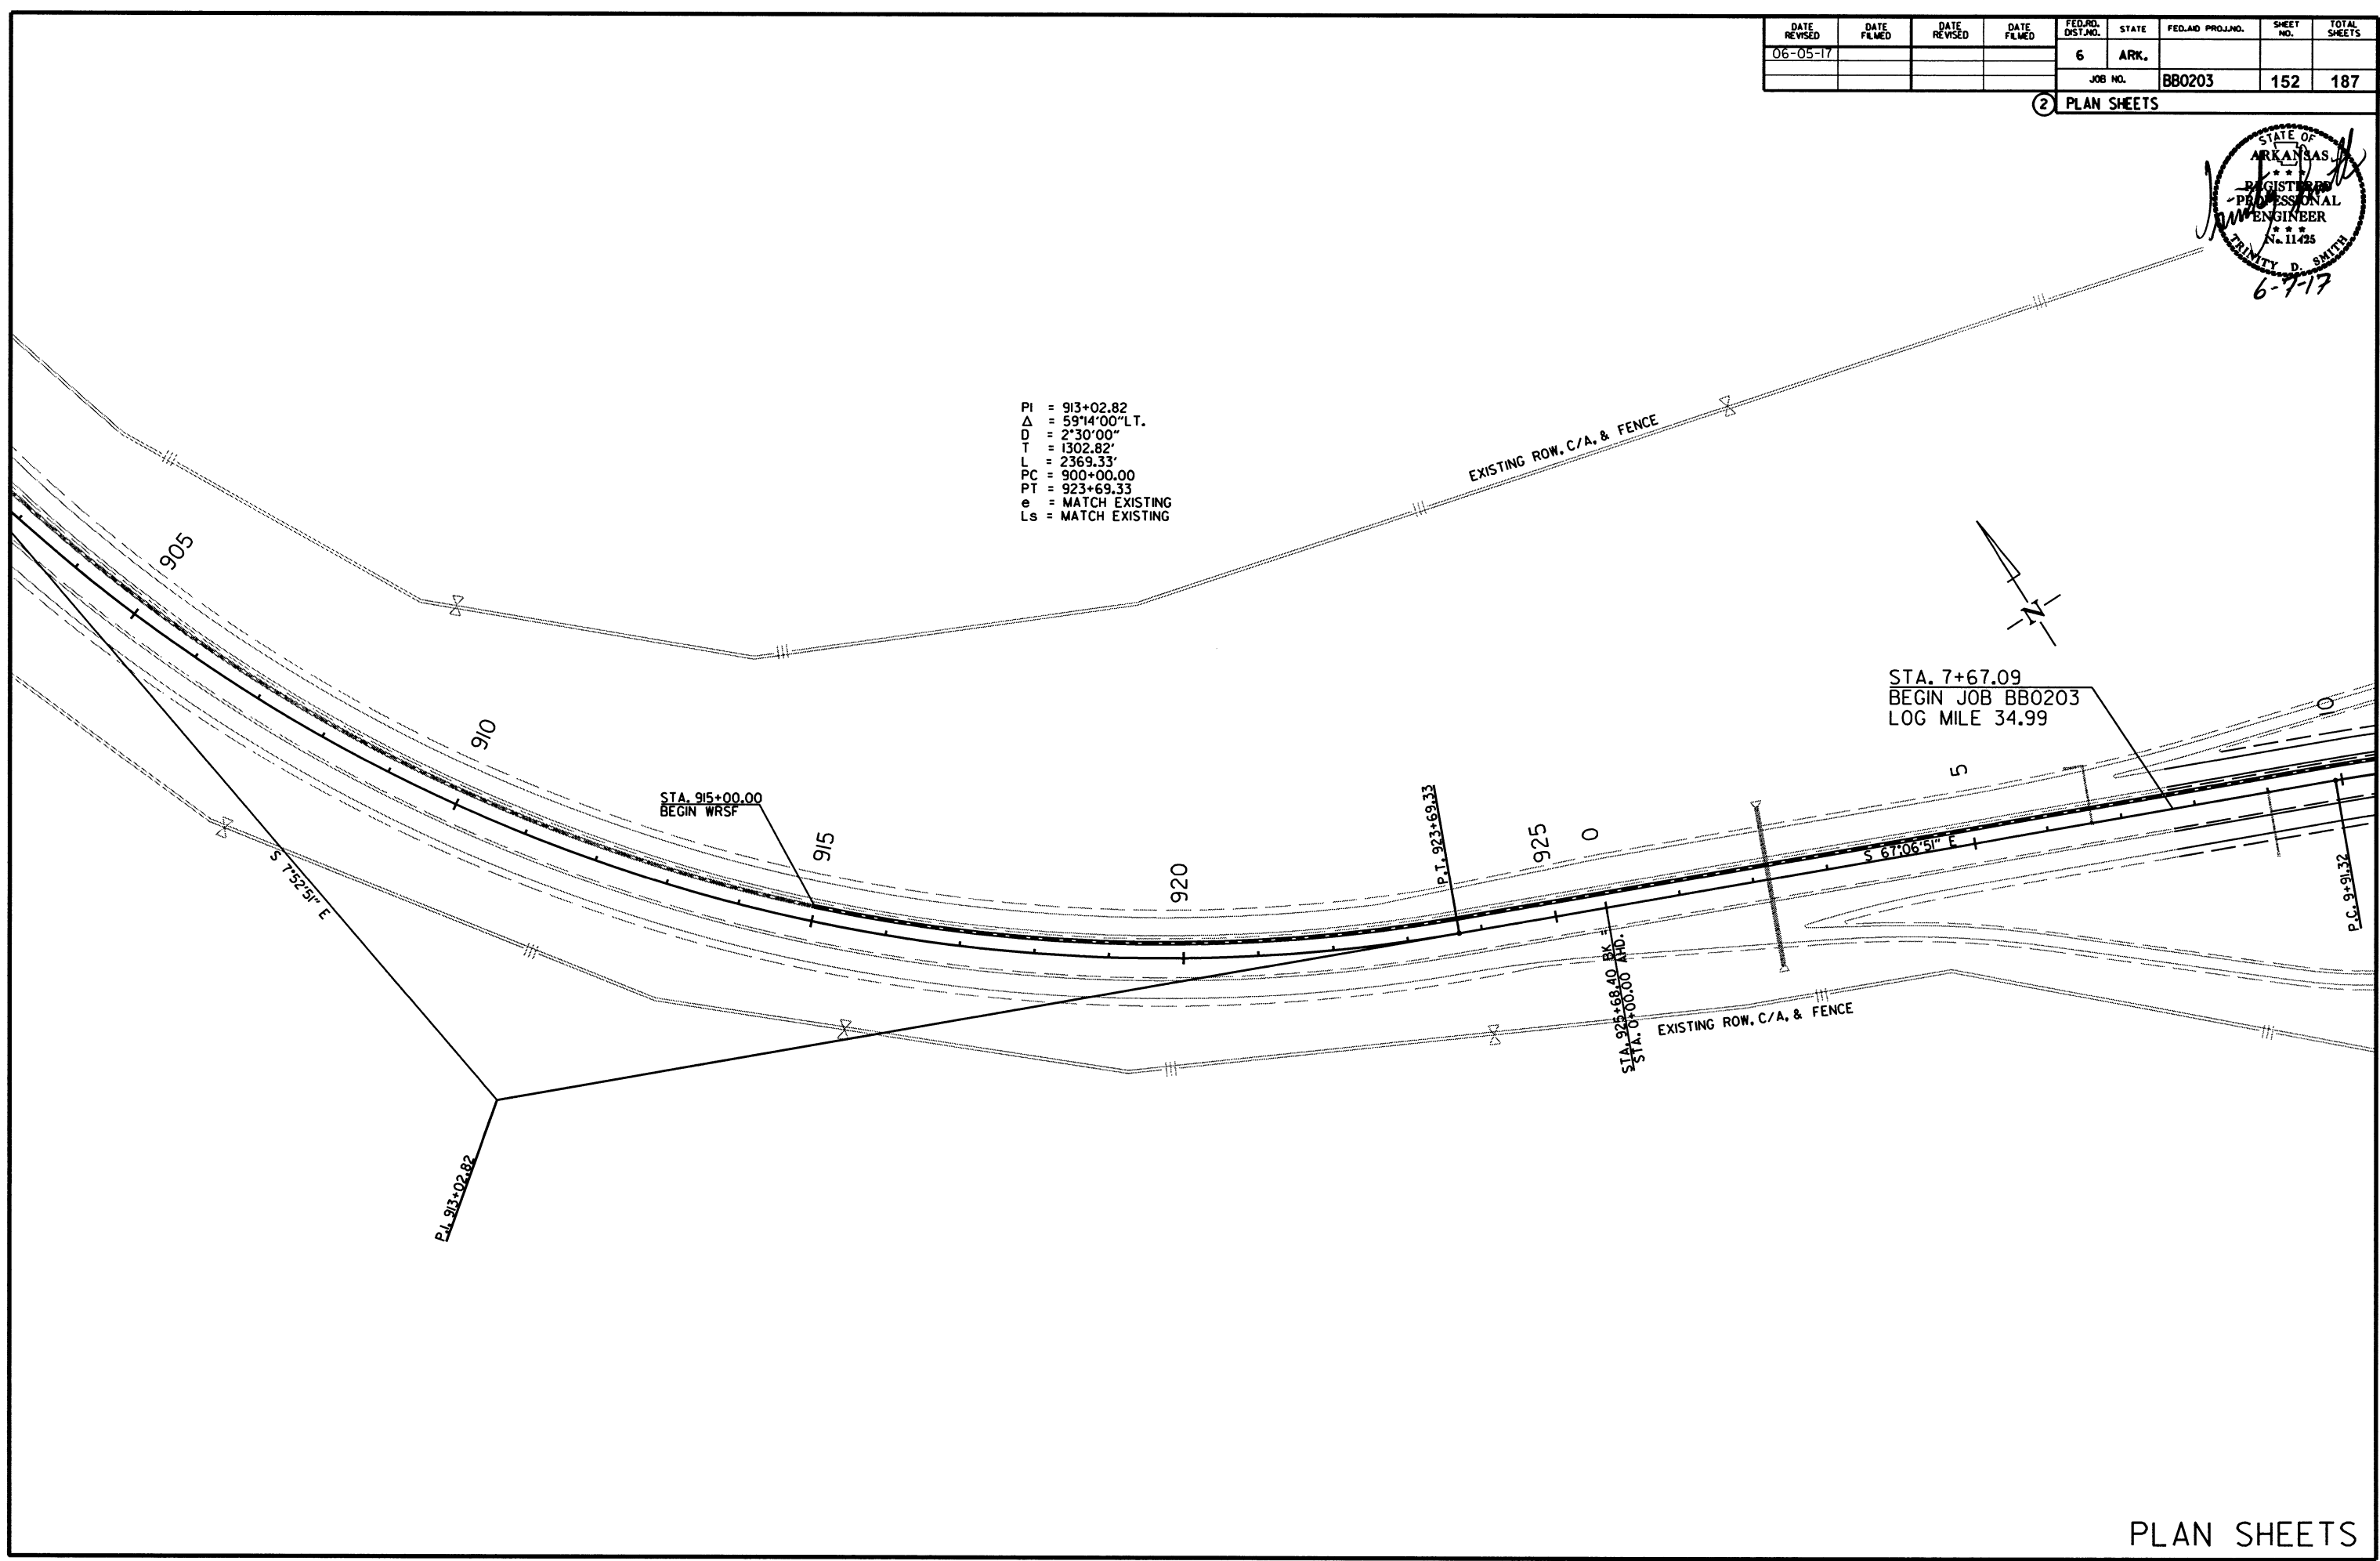 DATE REVISED
DATE FILMED
DATE REVISED
DATE FILMED
FED.RD. DIST.NO.
STATE
FED.AID PROJ.NO.
SHEET NO.
TOTAL SHEETS
06-05-17
6
ARK.
JOB NO.
BB0203
152
187
2 PLAN SHEETS
STATE OF
ARKANSAS
* * *
REGISTERED
PROFESSIONAL
ENGINEER
* * *
No. 11425
TRINITY D. SMITH
6-7-17
PI = 913+02.82
Δ = 59°14'00"LT.
D = 2°30'00"
T = 1302.82'
L = 2369.33'
PC = 900+00.00
PT = 923+69.33
e = MATCH EXISTING
Ls = MATCH EXISTING
EXISTING ROW, C/A, & FENCE
N
905
910
STA. 915+00.00
BEGIN WRSF
915
920
P.T. 923+69.33
925
0
STA. 7+67.09
BEGIN JOB BB0203
LOG MILE 34.99
5
10
S 67°06'51" E
P.C. 9+91.32
S 7°52'51" E
STA. 925+68.40 BK =
STA. 0+00.00 AHD.
EXISTING ROW, C/A, & FENCE
P.I. 913+02.82
PLAN SHEETS